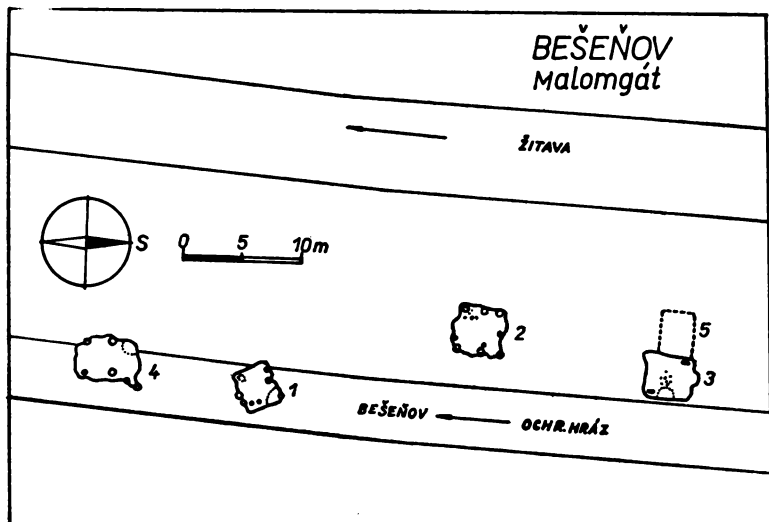 BEŠEŇOV
Malomgát
ŽITAVA
S
0 5 10m
2
5
3
4
1
BEŠEŇOV
OCHR. HRÁZ